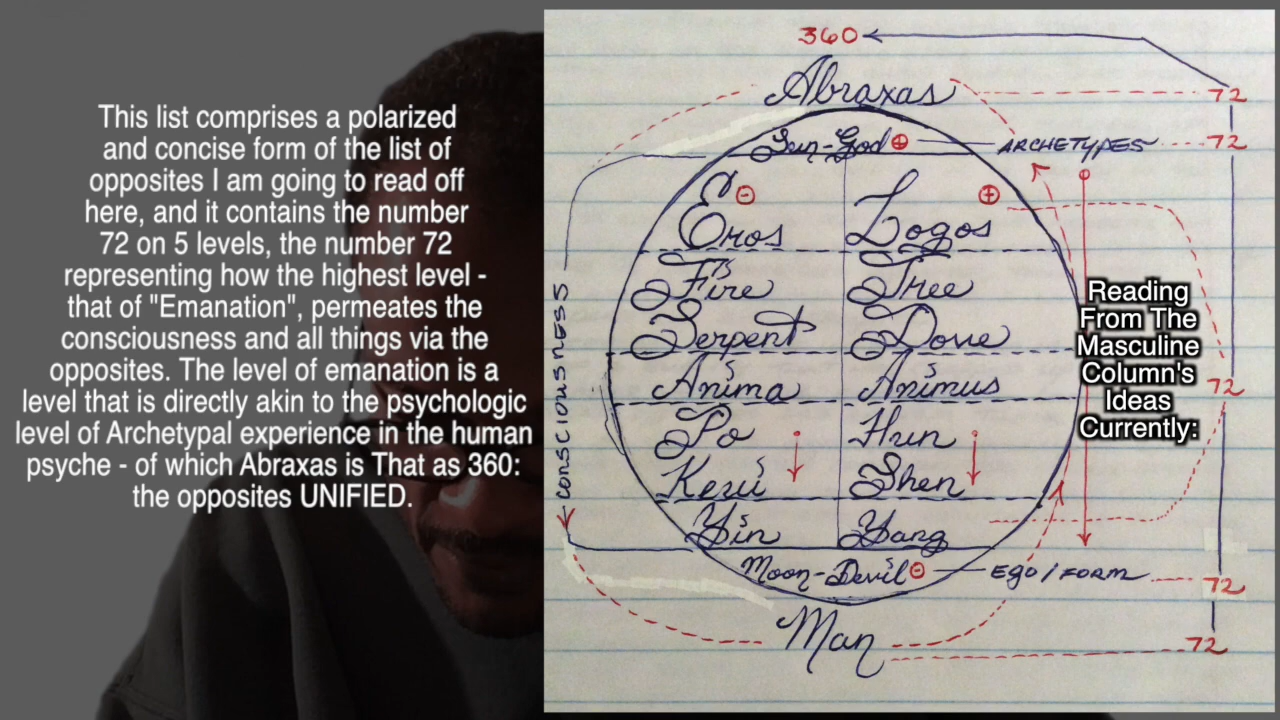 This list comprises a polarized
and concise form of the list of
opposites I am going to read off
here, and it contains the number
72 on 5 levels, the number 72
representing how the highest level -
that of "Emanation", permeates the
consciousness and all things via the
opposites. The level of emanation is a
level that is directly akin to the psychologic
level of Archetypal experience in the human
psyche - of which Abraxas is That as 360:
the opposites UNIFIED.
360
Abraxas
72
Sun-God +
ARCHETYPES
72
- +
Eros Logos
Fire Tree
Serpent Dove
Anima Animus
72
Po Hun
Kewi Shen
Yin Yang
Moon-Devil -
EGO/FORM
72
Man
72
CONSCIOUSNESS
Reading
From The
Masculine
Column's
Ideas
Currently: